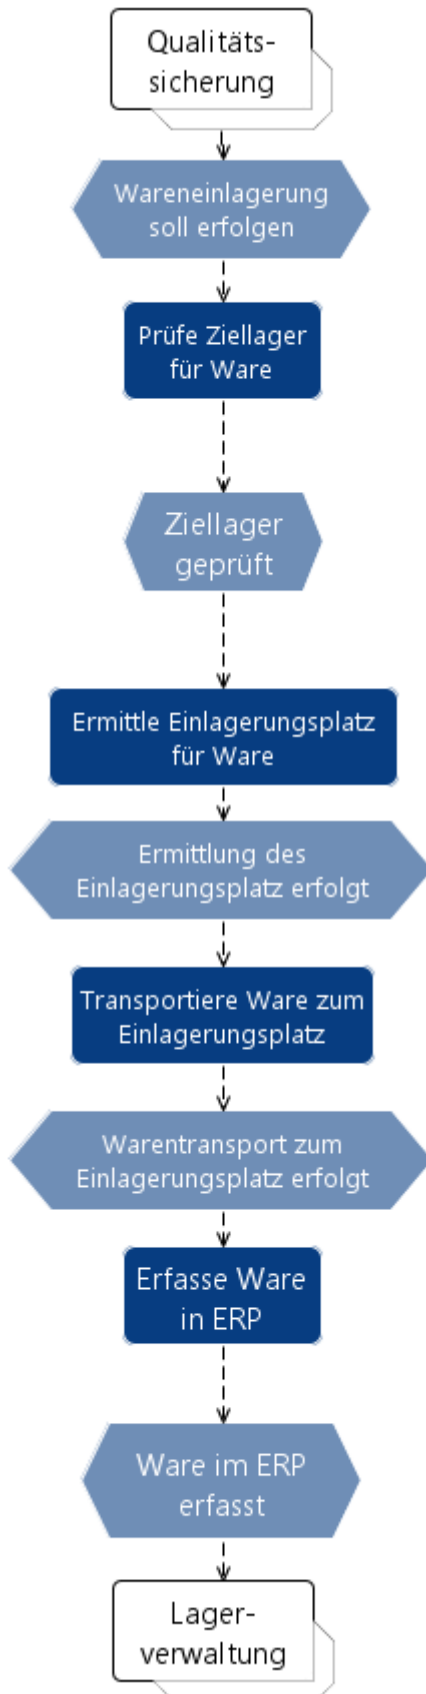 Qualitäts-
sicherung
Wareneinlagerung
soll erfolgen
Prüfe Ziellager
für Ware
Ziellager
geprüft
Ermittle Einlagerungsplatz
für Ware
Ermittlung des
Einlagerungsplatz erfolgt
Transportiere Ware zum
Einlagerungsplatz
Warentransport zum
Einlagerungsplatz erfolgt
Erfasse Ware
in ERP
Ware im ERP
erfasst
Lager-
verwaltung